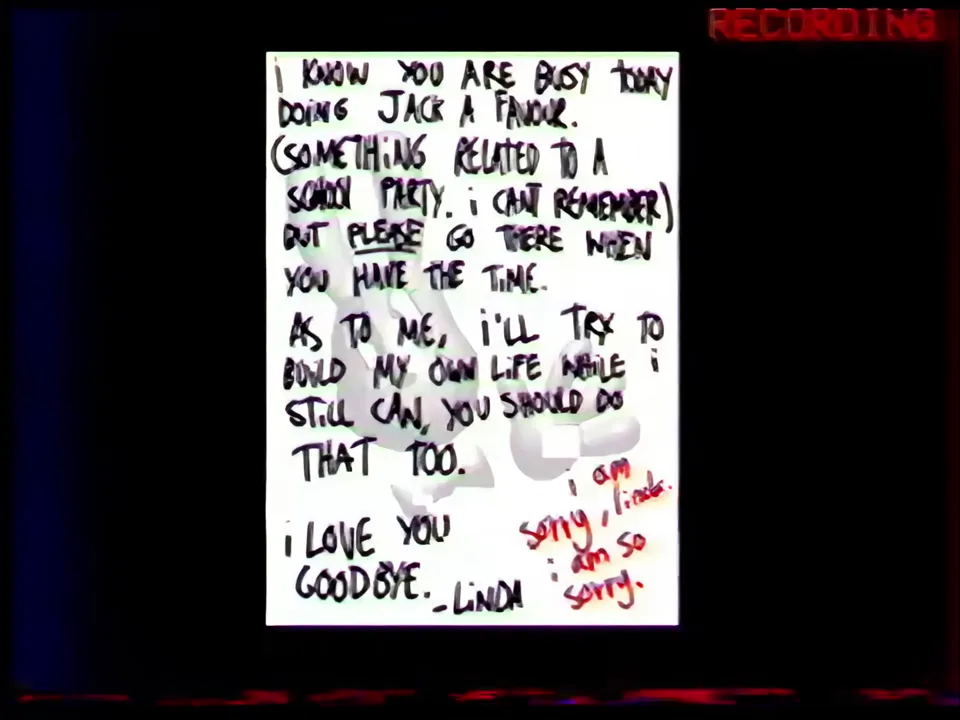 RECORDING
i KNOW YOU ARE BUSY TODAY
DOiNG JACK A FAVOUR.
(SOMETHiNG RELATED TO A
SCHOOL PARTY. i CANT REMEMBER)
BUT PLEASE GO THERE WHEN
YOU HAVE THE TiME.
AS TO ME, i'LL TRY TO
BUiLD MY OWN LiFE WHiLE i
STiLL CAN, YOU SHOULD DO
THAT TOO.
i LOVE YOU
GOODBYE.
-LiNDA
i am
sorry, linda.
i am so
sorry.